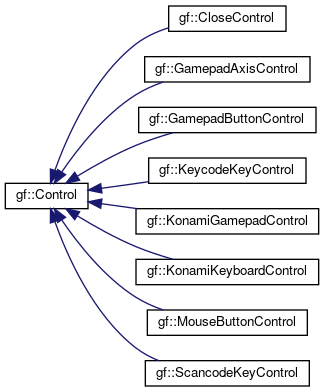 gf::CloseControl
gf::GamepadAxisControl
gf::GamepadButtonControl
gf::KeycodeKeyControl
gf::Control
gf::KonamiGamepadControl
gf::KonamiKeyboardControl
gf::MouseButtonControl
gf::ScancodeKeyControl